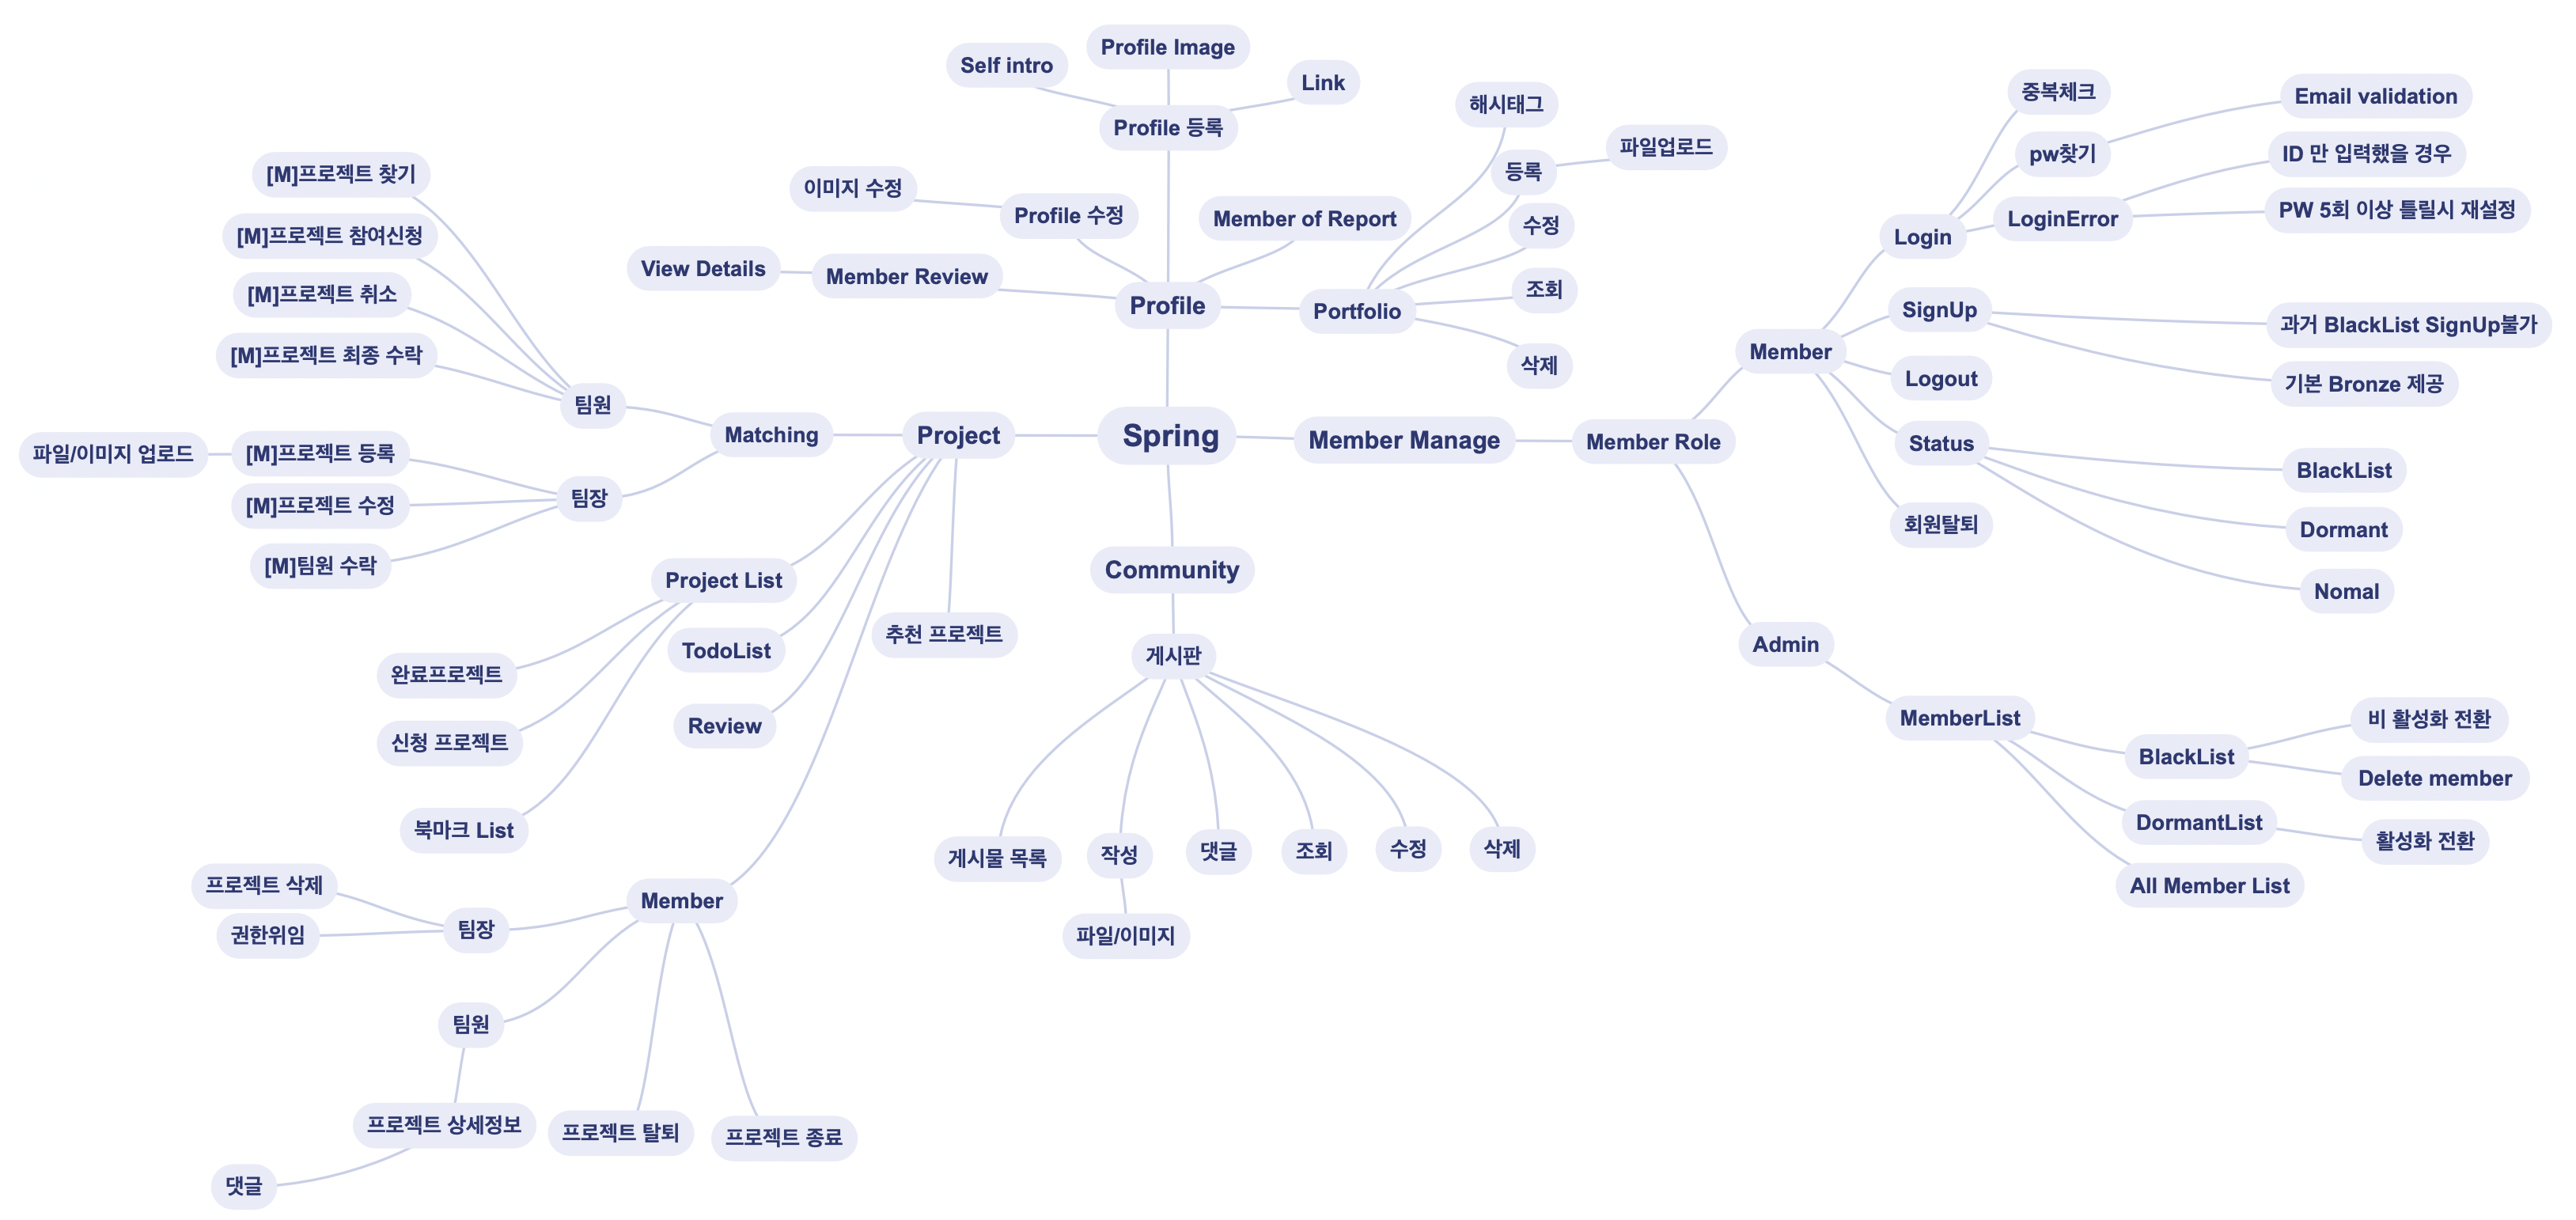 Profile Image
Self intro
Link
Profile 등록
해시태그
파일업로드
등록
이미지 수정
Profile 수정
Member of Report
수정
View Details
Member Review
Profile
Portfolio
조회
삭제
중복체크
Email validation
pw찾기
ID 만 입력했을 경우
LoginError
PW 5회 이상 틀릴시 재설정
Login
SignUp
과거 BlackList SignUp불가
Member
Logout
기본 Bronze 제공
Status
BlackList
회원탈퇴
Dormant
Nomal
[M]프로젝트 찾기
[M]프로젝트 참여신청
[M]프로젝트 취소
[M]프로젝트 최종 수락
팀원
Matching
Project
Spring
Member Manage
Member Role
파일/이미지 업로드
[M]프로젝트 등록
[M]프로젝트 수정
팀장
[M]팀원 수락
Project List
TodoList
추천 프로젝트
완료프로젝트
신청 프로젝트
Review
북마크 List
Community
게시판
게시물 목록
작성
댓글
조회
수정
삭제
파일/이미지
Admin
MemberList
BlackList
비 활성화 전환
Delete member
DormantList
활성화 전환
All Member List
프로젝트 삭제
권한위임
팀장
Member
팀원
프로젝트 상세정보
프로젝트 탈퇴
프로젝트 종료
댓글